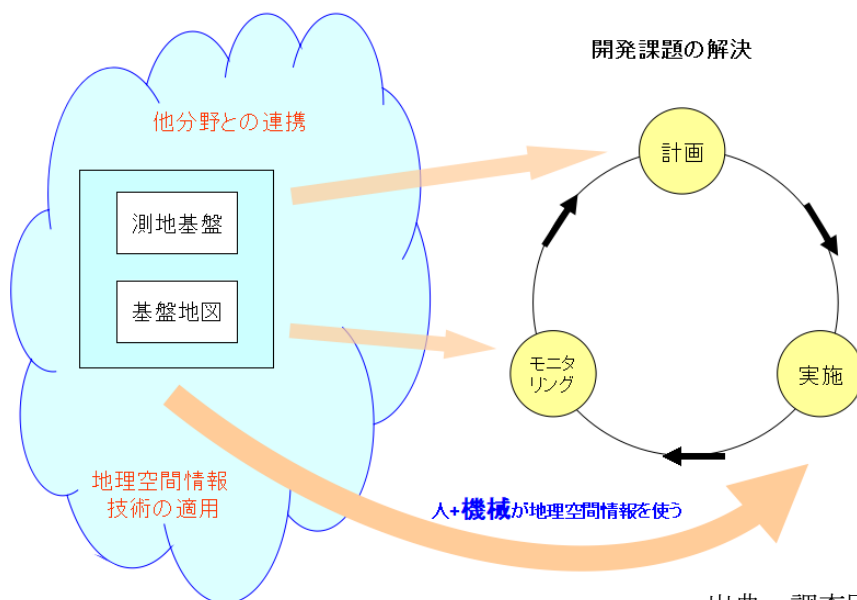 開発課題の解決
他分野との連携
測地基盤
基盤地図
地理空間情報
技術の適用
計画
実施
モニタ
リング
人+機械が地理空間情報を使う